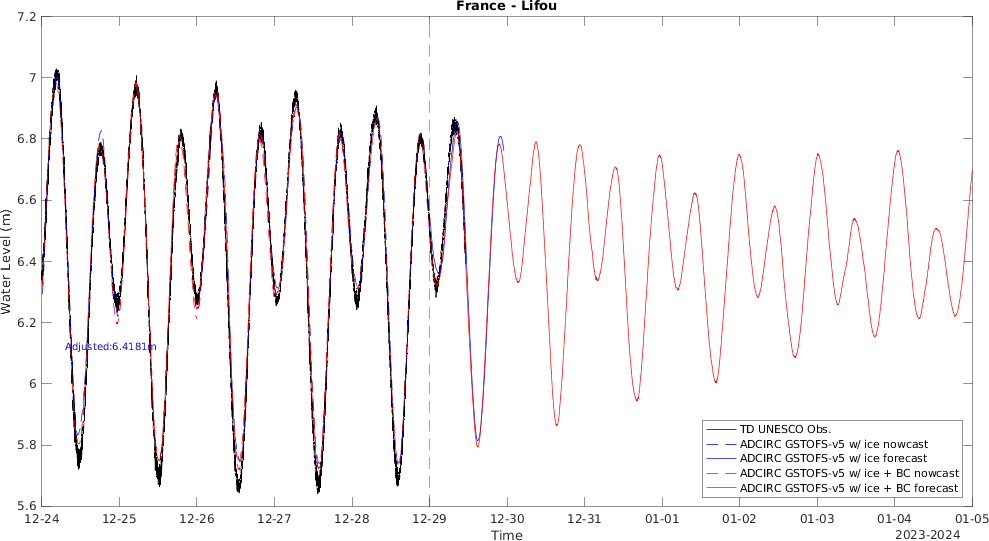 France - Lifou
7.2
7
6.8
6.6
6.4
6.2
6
5.8
5.6
Water Level (m)
Adjusted:6.4181m
TD UNESCO Obs.
ADCIRC GSTOFS-v5 w/ ice nowcast
ADCIRC GSTOFS-v5 w/ ice forecast
ADCIRC GSTOFS-v5 w/ ice + BC nowcast
ADCIRC GSTOFS-v5 w/ ice + BC forecast
12-24 12-25 12-26 12-27 12-28 12-29 12-30 12-31 01-01 01-02 01-03 01-04 01-05
Time
2023-2024